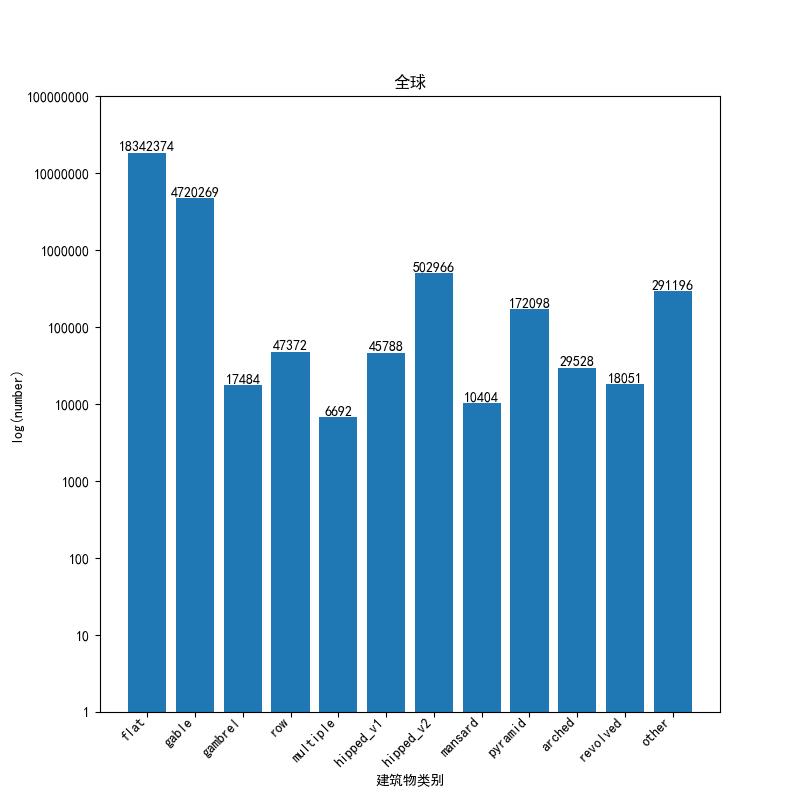 全球
100000000
10000000
1000000
100000
10000
1000
100
10
1
log(number)
18342374
4720269
17484
47372
6692
45788
502966
10404
172098
29528
18051
291196
flat
gable
gambrel
row
multiple
hipped_v1
hipped_v2
mansard
pyramid
arched
revolved
other
建筑物类别